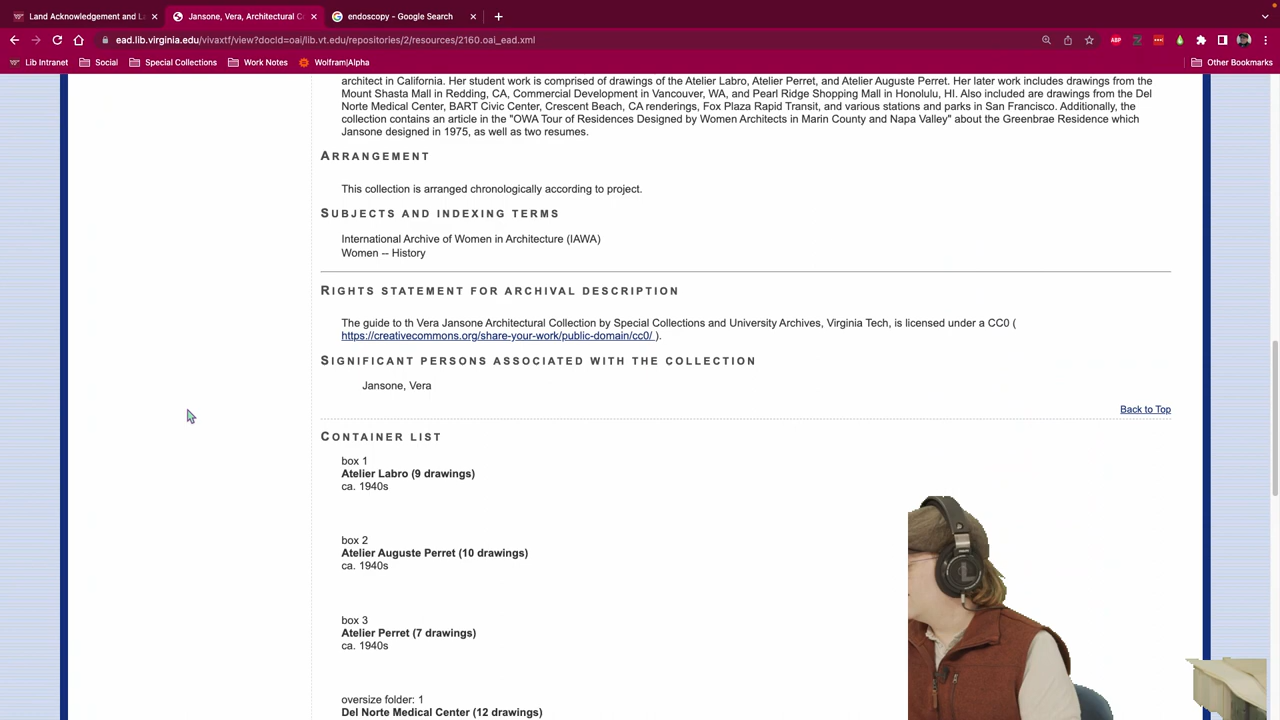 Land Acknowledgement and L
Jansone, Vera, Architectural C
endoscopy - Google Search
ead.lib.virginia.edu/vivaxtf/view?docId=oai/lib.vt.edu/repositories/2/resources/2160.oai_ead.xml
ABP
Lib Intranet
Social
Special Collections
Work Notes
Wolfram|Alpha
Other Bookmarks
architect in California. Her student work is comprised of drawings of the Atelier Labro, Atelier Perret, and Atelier Auguste Perret. Her later work includes drawings from the
Mount Shasta Mall in Redding, CA, Commercial Development in Vancouver, WA, and Pearl Ridge Shopping Mall in Honolulu, HI. Also included are drawings from the Del
Norte Medical Center, BART Civic Center, Crescent Beach, CA renderings, Fox Plaza Rapid Transit, and various stations and parks in San Francisco. Additionally, the
collection contains an article in the "OWA Tour of Residences Designed by Women Architects in Marin County and Napa Valley" about the Greenbrae Residence which
Jansone designed in 1975, as well as two resumes.
ARRANGEMENT
This collection is arranged chronologically according to project.
SUBJECTS AND INDEXING TERMS
International Archive of Women in Architecture (IAWA)
Women -- History
RIGHTS STATEMENT FOR ARCHIVAL DESCRIPTION
The guide to th Vera Jansone Architectural Collection by Special Collections and University Archives, Virginia Tech, is licensed under a CC0 (
https://creativecommons.org/share-your-work/public-domain/cc0/ ).
SIGNIFICANT PERSONS ASSOCIATED WITH THE COLLECTION
Jansone, Vera
Back to Top
CONTAINER LIST
box 1
Atelier Labro (9 drawings)
ca. 1940s
box 2
Atelier Auguste Perret (10 drawings)
ca. 1940s
box 3
Atelier Perret (7 drawings)
ca. 1940s
oversize folder: 1
Del Norte Medical Center (12 drawings)